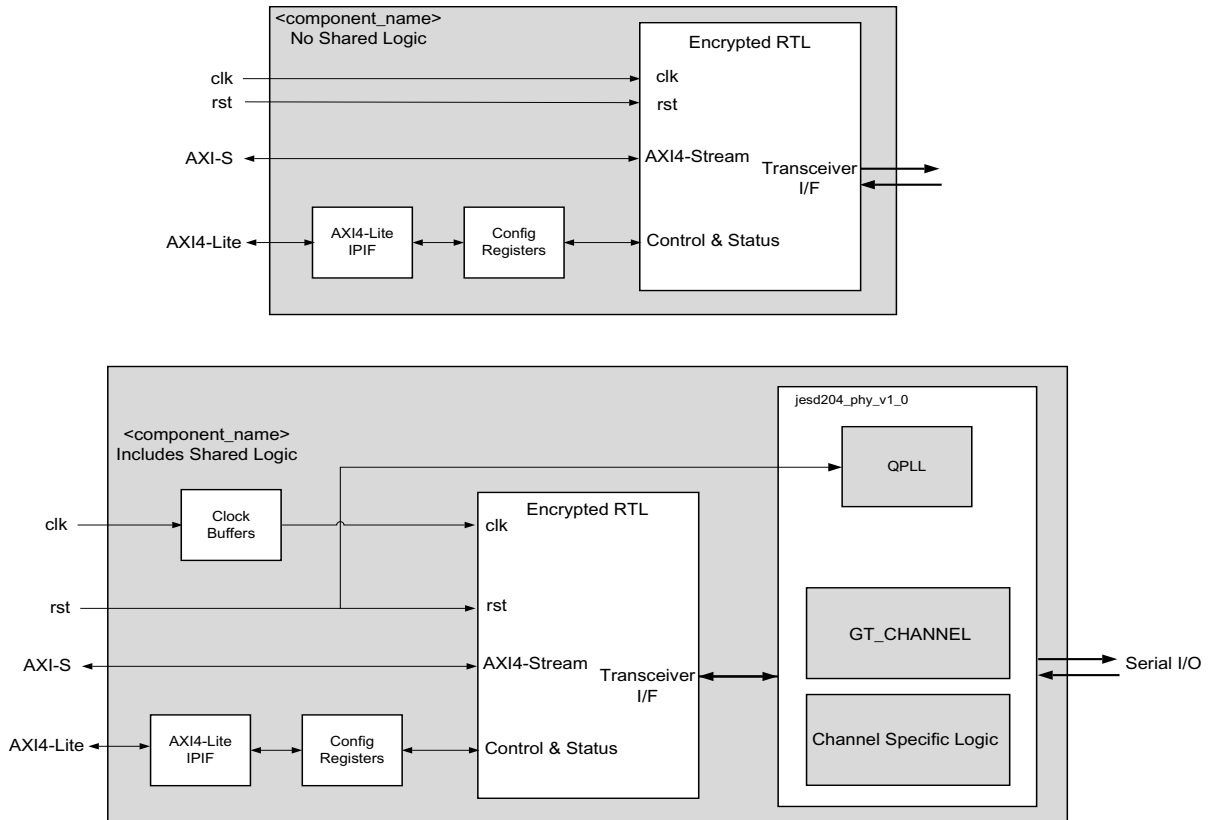 <component_name>
No Shared Logic
Encrypted RTL
clk
clk
rst
rst
AXI-S
AXI4-Stream
Transceiver
I/F
AXI4-Lite
AXI4-Lite
IPIF
Config
Registers
Control & Status
jesd204_phy_v1_0
<component_name>
Includes Shared Logic
QPLL
Encrypted RTL
clk
Clock
Buffers
clk
rst
rst
GT_CHANNEL
AXI-S
AXI4-Stream
Transceiver
I/F
Serial I/O
AXI4-Lite
AXI4-Lite
IPIF
Config
Registers
Control & Status
Channel Specific Logic